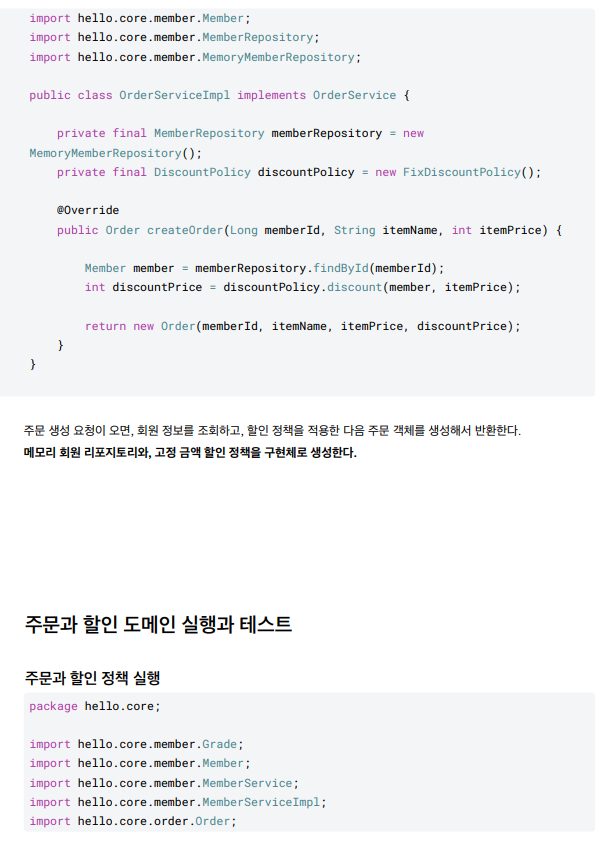 import hello.core.member.Member;
import hello.core.member.MemberRepository;
import hello.core.member.MemoryMemberRepository;
public class OrderServiceImpl implements OrderService {
    private final MemberRepository memberRepository = new
MemoryMemberRepository();
    private final DiscountPolicy discountPolicy = new FixDiscountPolicy();
    @Override
    public Order createOrder(Long memberId, String itemName, int itemPrice) {
        Member member = memberRepository.findById(memberId);
        int discountPrice = discountPolicy.discount(member, itemPrice);
        return new Order(memberId, itemName, itemPrice, discountPrice);
    }
}
주문 생성 요청이 오면, 회원 정보를 조회하고, 할인 정책을 적용한 다음 주문 객체를 생성해서 반환한다.
메모리 회원 리포지토리와, 고정 금액 할인 정책을 구현체로 생성한다.
주문과 할인 도메인 실행과 테스트
주문과 할인 정책 실행
package hello.core;
import hello.core.member.Grade;
import hello.core.member.Member;
import hello.core.member.MemberService;
import hello.core.member.MemberServiceImpl;
import hello.core.order.Order;